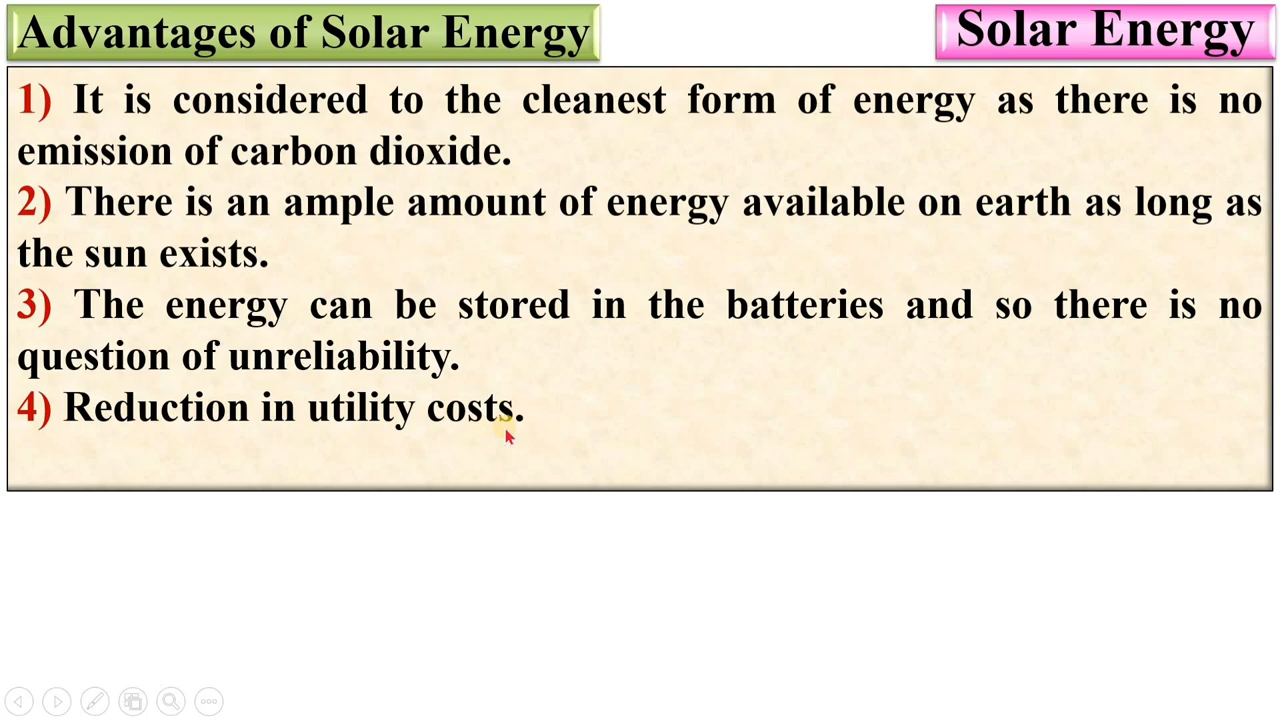 Advantages of Solar Energy
Solar Energy
1) It is considered to the cleanest form of energy as there is no
emission of carbon dioxide.
2) There is an ample amount of energy available on earth as long as
the sun exists.
3) The energy can be stored in the batteries and so there is no
question of unreliability.
4) Reduction in utility costs.